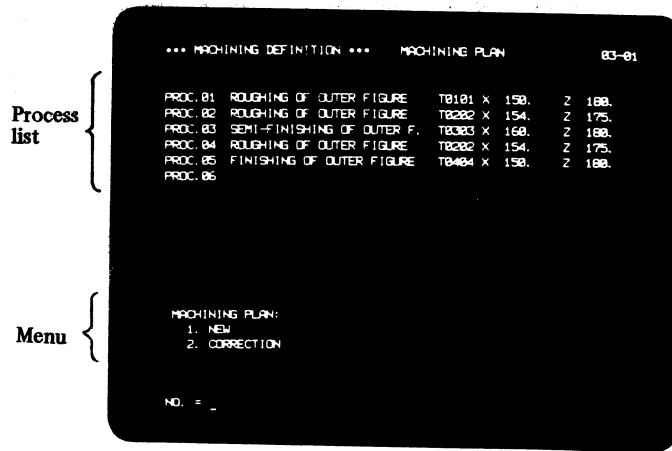 *** MACHINING DEFINITION *** MACHINING PLAN 03-01
Process list
PROC.01 ROUGHING OF OUTER FIGURE T0101 X 150. Z 180.
PROC.02 ROUGHING OF OUTER FIGURE T0202 X 154. Z 175.
PROC.03 SEMI-FINISHING OF OUTER F. T0303 X 160. Z 180.
PROC.04 ROUGHING OF OUTER FIGURE T0202 X 154. Z 175.
PROC.05 FINISHING OF OUTER FIGURE T0404 X 150. Z 180.
PROC.06
Menu
MACHINING PLAN:
1. NEW
2. CORRECTION
NO. = _